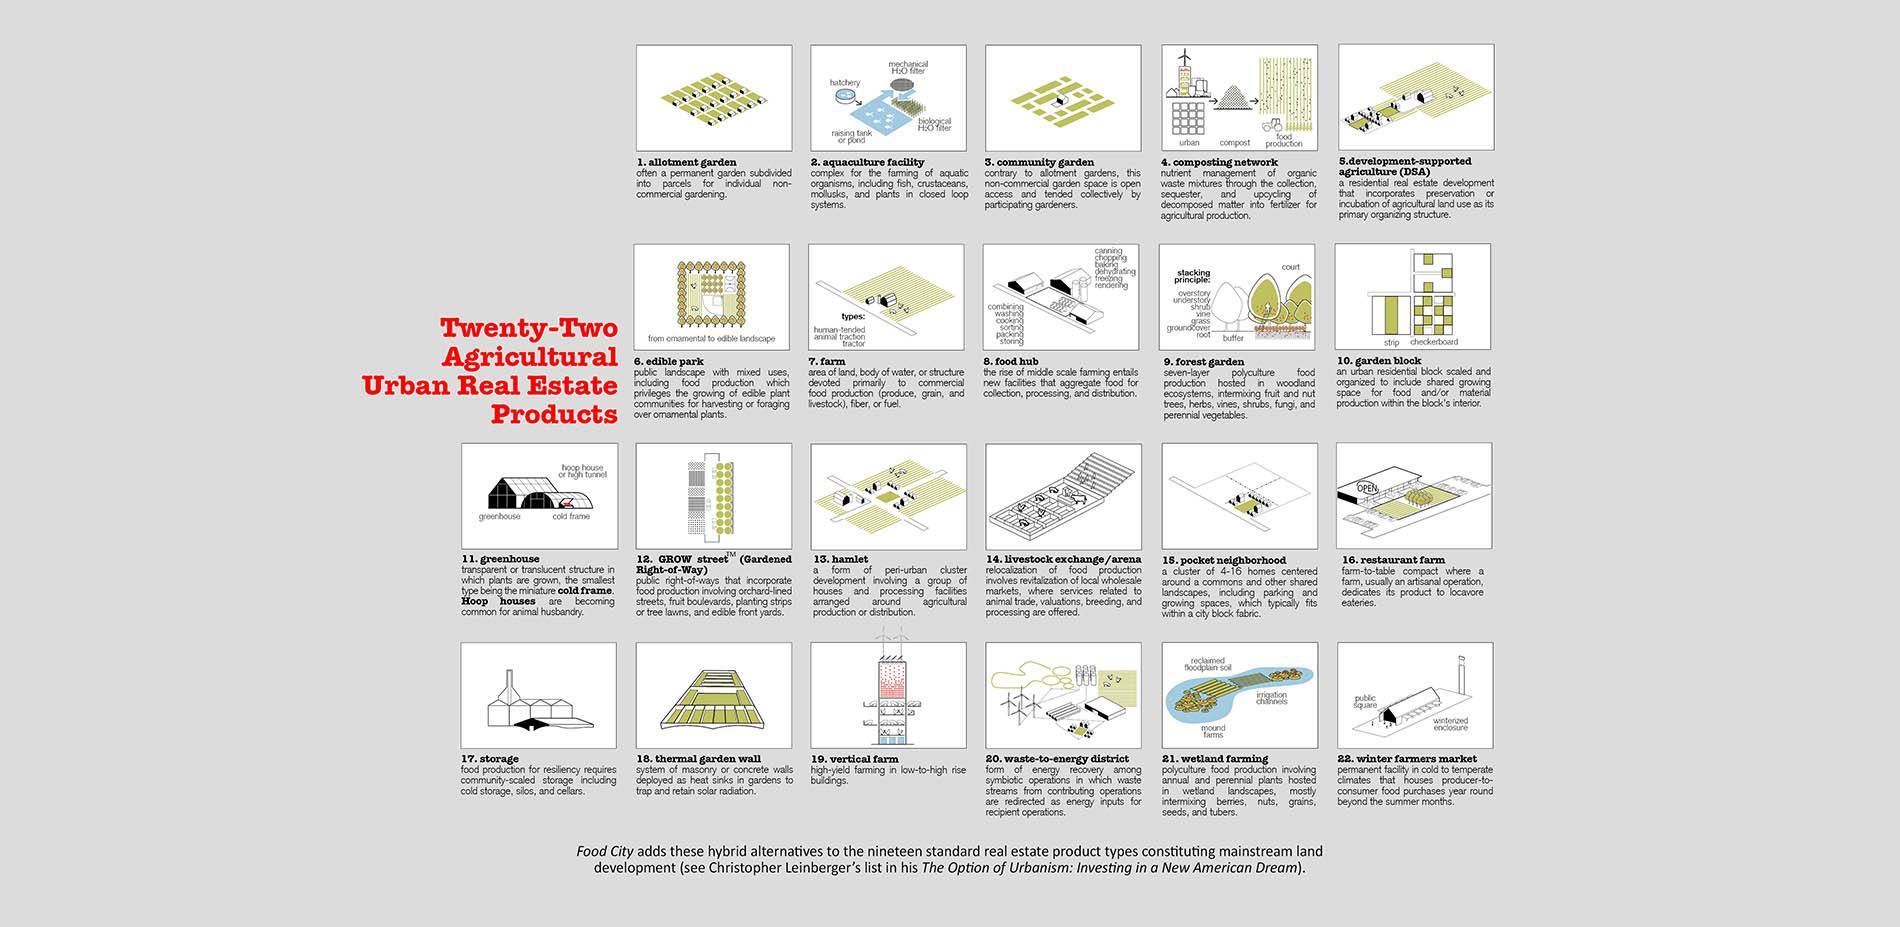 Twenty-Two
Agricultural
Urban Real Estate
Products
1. allotment garden
often a permanent garden subdivided
into parcels for individual non-
commercial gardening.
hatchery
mechanical
H2O filter
raising tank
or pond
biological
H2O filter
2. aquaculture facility
complex for the farming of aquatic
organisms, including fish, crustaceans,
mollusks, and plants in closed loop
systems.
3. community garden
contrary to allotment gardens, this
non-commercial garden space is open
access and tended collectively by
participating gardeners.
urban
compost
food
production
4. composting network
nutrient management of organic
waste mixtures through the collection,
sequester, and upcycling of
decomposed matter into fertilizer for
agricultural production.
5.development-supported
agriculture (DSA)
a residential real estate development
that incorporates preservation or
incubation of agricultural land use as its
primary organizing structure.
from ornamental to edible landscape
6. edible park
public landscape with mixed uses,
including food production which
privileges the growing of edible plant
communities for harvesting or foraging
over ornamental plants.
types:
human-tended
animal traction
tractor
7. farm
area of land, body of water, or structure
devoted primarily to commercial
food production (produce, grain, and
livestock), fiber, or fuel.
canning
chopping
baking
dehydrating
freezing
rendering
combining
washing
cooking
sorting
packing
storing
8. food hub
the rise of middle scale farming entails
new facilities that aggregate food for
collection, processing, and distribution.
stacking
principle:
overstory
understory
shrub
vine
grass
groundcover
root
court
buffer
9. forest garden
seven-layer polyculture food
production hosted in woodland
ecosystems, intermixing fruit and nut
trees, herbs, vines, shrubs, fungi, and
perennial vegetables.
strip
checkerboard
10. garden block
an urban residential block scaled and
organized to include shared growing
space for food and/or material
production within the block's interior.
hoop house
or high tunnel
greenhouse
cold frame
11. greenhouse
transparent or translucent structure in
which plants are grown, the smallest
type being the miniature cold frame.
Hoop houses are becoming
common for animal husbandry.
12. GROW street™ (Gardened
Right-of-Way)
public right-of-ways that incorporate
food production involving orchard-lined
streets, fruit boulevards, planting strips
or tree lawns, and edible front yards.
13. hamlet
a form of peri-urban cluster
development involving a group of
houses and processing facilities
arranged around agricultural
production or distribution.
14. livestock exchange/arena
relocalization of food production
involves revitalization of local wholesale
markets, where services related to
animal trade, valuations, breeding, and
processing are offered.
15. pocket neighborhood
a cluster of 4-16 homes centered
around a commons and other shared
landscapes, including parking and
growing spaces, which typically fits
within a city block fabric.
OPEN
16. restaurant farm
farm-to-table compact where a
farm, usually an artisanal operation,
dedicates its product to locavore
eateries.
17. storage
food production for resiliency requires
community-scaled storage including
cold storage, silos, and cellars.
18. thermal garden wall
system of masonry or concrete walls
deployed as heat sinks in gardens to
trap and retain solar radiation.
19. vertical farm
high-yield farming in low-to-high rise
buildings.
20. waste-to-energy district
form of energy recovery among
symbiotic operations in which waste
streams from contributing operations
are redirected as energy inputs for
recipient operations.
reclaimed
floodplain soil
irrigation
channels
mound
farms
21. wetland farming
polyculture food production involving
annual and perennial plants hosted
in wetland landscapes, mostly
intermixing berries, nuts, grains,
seeds, and tubers.
public
square
winterized
enclosure
22. winter farmers market
permanent facility in cold to temperate
climates that houses producer-to-
consumer food purchases year round
beyond the summer months.
Food City adds these hybrid alternatives to the nineteen standard real estate product types constituting mainstream land
development (see Christopher Leinberger's list in his The Option of Urbanism: Investing in a New American Dream).